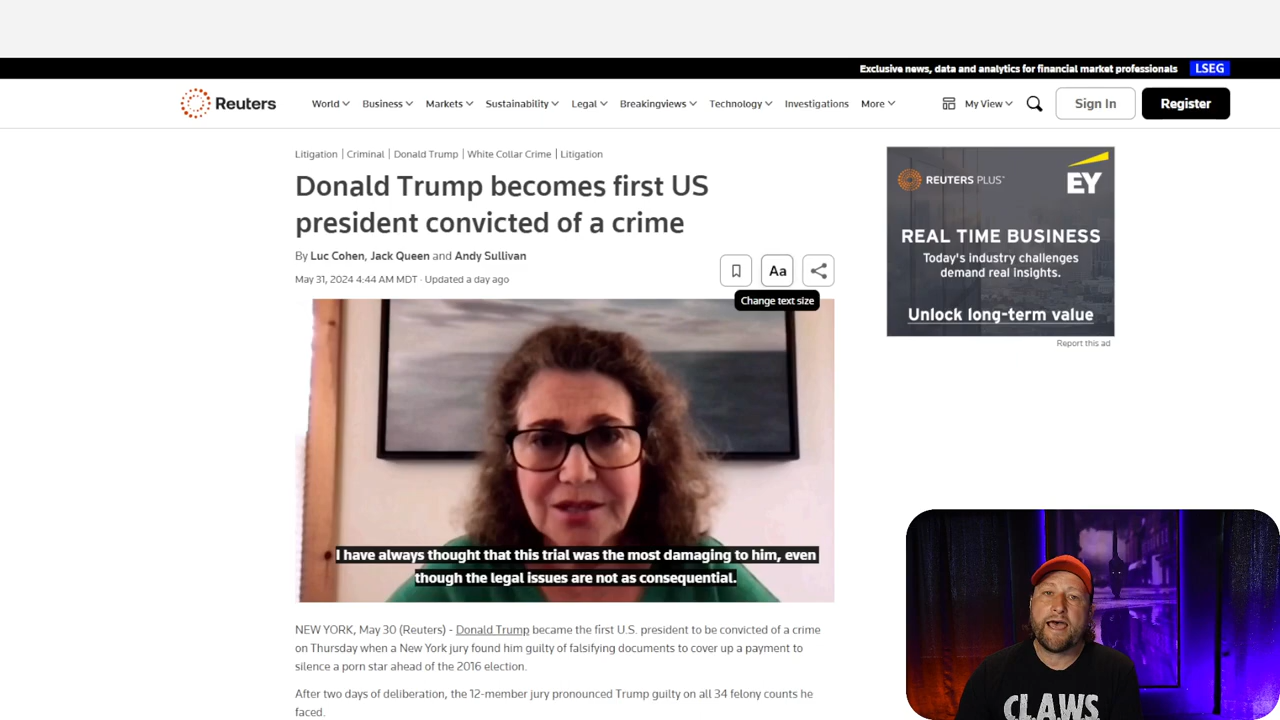 Exclusive news, data and analytics for financial market professionals LSEG
Reuters World Business Markets Sustainability Legal Breakingviews Technology Investigations More My View Sign In Register
Litigation | Criminal | Donald Trump | White Collar Crime | Litigation
Donald Trump becomes first US
president convicted of a crime
By Luc Cohen, Jack Queen and Andy Sullivan
May 31, 2024 4:44 AM MDT · Updated a day ago
Aa
Change text size
I have always thought that this trial was the most damaging to him, even
though the legal issues are not as consequential.
NEW YORK, May 30 (Reuters) - Donald Trump became the first U.S. president to be convicted of a crime
on Thursday when a New York jury found him guilty of falsifying documents to cover up a payment to
silence a porn star ahead of the 2016 election.
After two days of deliberation, the 12-member jury pronounced Trump guilty on all 34 felony counts he
faced.
REUTERS PLUS
EY
REAL TIME BUSINESS
Today's industry challenges
demand real insights.
Unlock long-term value
Report this ad
CLAWS